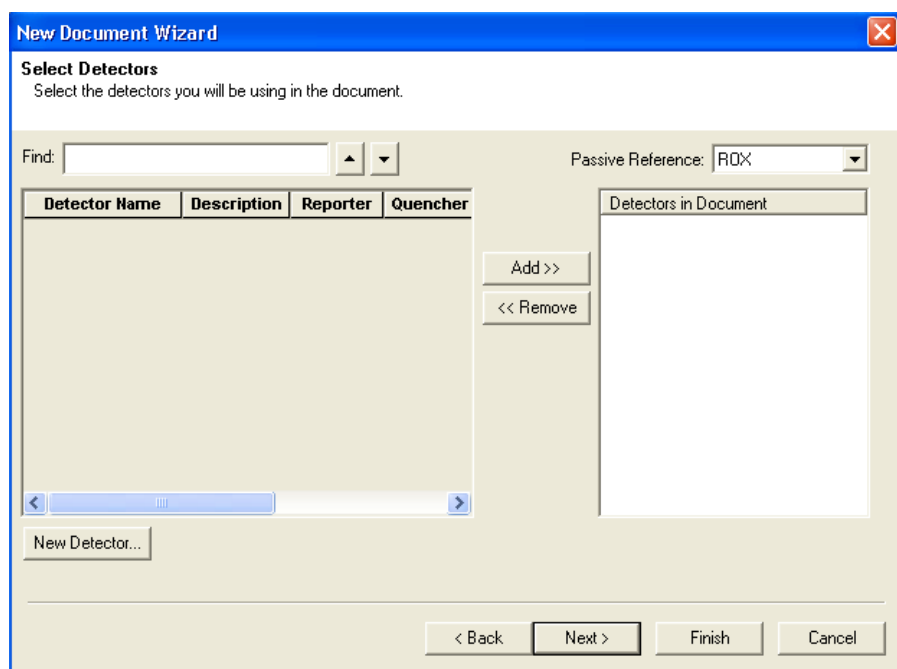 New Document Wizard
Select Detectors
Select the detectors you will be using in the document.
Find:
Passive Reference: ROX
Detector Name Description Reporter Quencher
Detectors in Document
Add >>
<< Remove
New Detector...
< Back Next > Finish Cancel